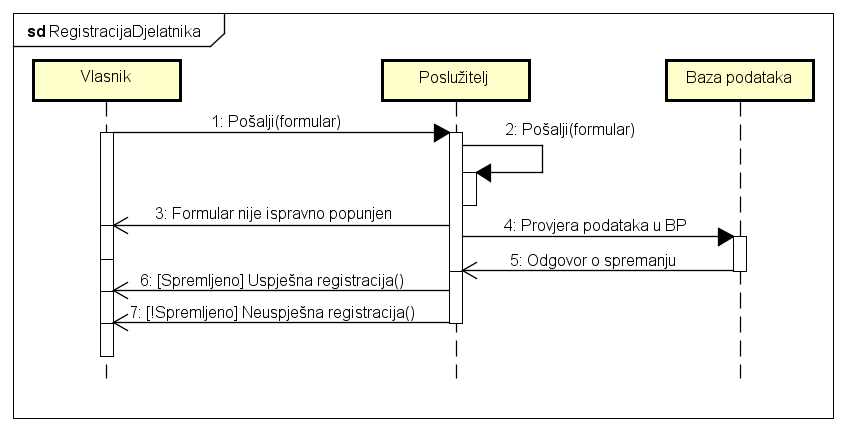 sd RegistracijaDjelatnika
Vlasnik
Poslužitelj
Baza podataka
1: Pošalji(formular)
2: Pošalji(formular)
3: Formular nije ispravno popunjen
4: Provjera podataka u BP
5: Odgovor o spremanju
6: [Spremljeno] Uspješna registracija()
7: [!Spremljeno] Neuspješna registracija()